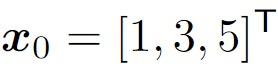 x₀ = [1, 3, 5]ᵀ